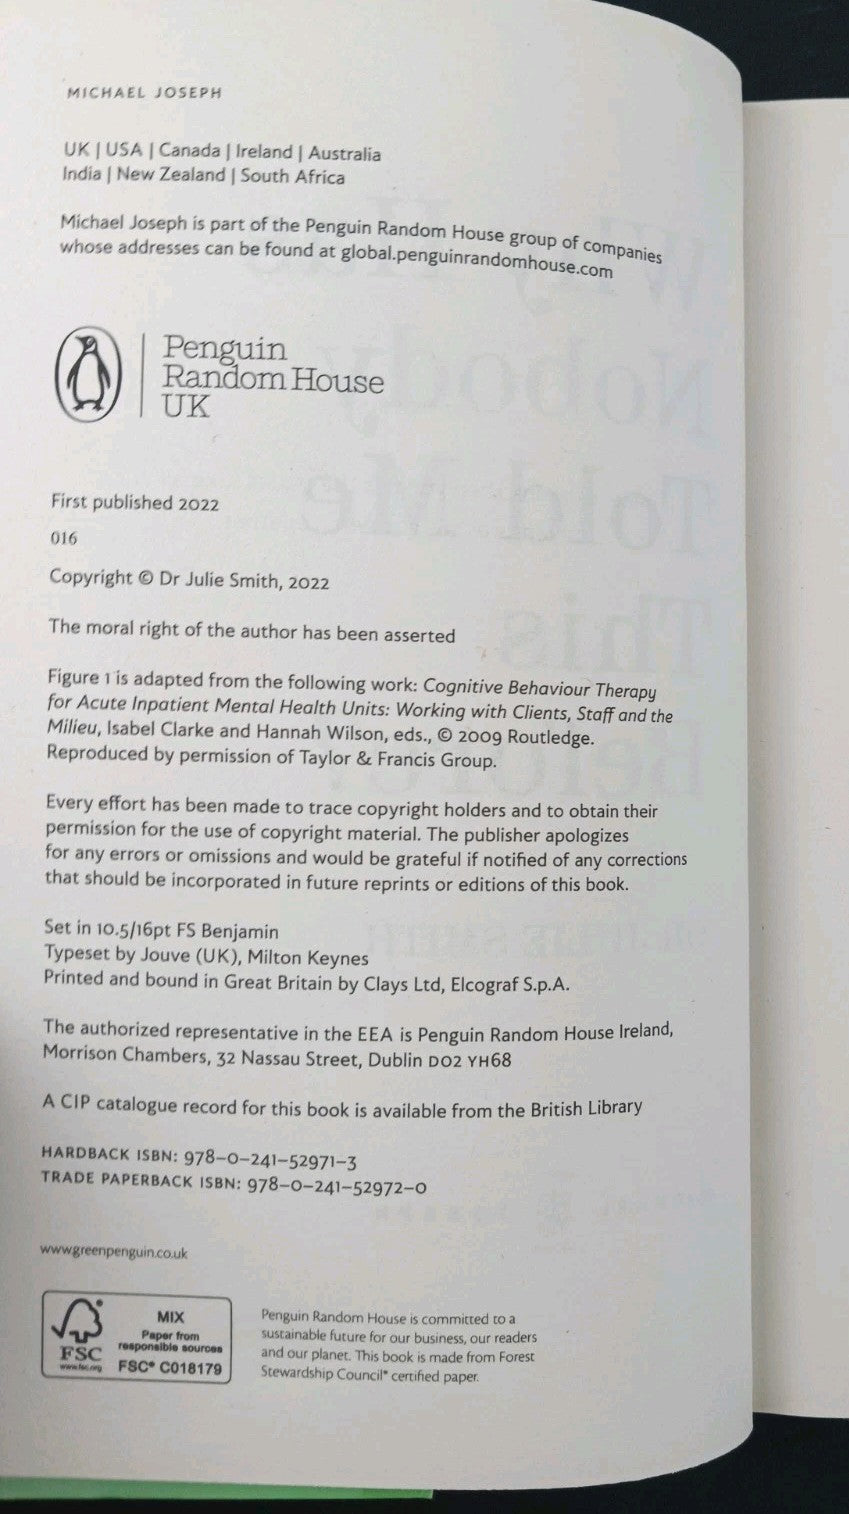 MICHAEL JOSEPH
UK | USA | Canada | Ireland | Australia
India | New Zealand | South Africa
Michael Joseph is part of the Penguin Random House group of companies
whose addresses can be found at global.penguinrandomhouse.com
Penguin
Random House
UK
First published 2022
016
Copyright © Dr Julie Smith, 2022
The moral right of the author has been asserted
Figure 1 is adapted from the following work: Cognitive Behaviour Therapy
for Acute Inpatient Mental Health Units: Working with Clients, Staff and the
Milieu, Isabel Clarke and Hannah Wilson, eds., © 2009 Routledge.
Reproduced by permission of Taylor & Francis Group.
Every effort has been made to trace copyright holders and to obtain their
permission for the use of copyright material. The publisher apologizes
for any errors or omissions and would be grateful if notified of any corrections
that should be incorporated in future reprints or editions of this book.
Set in 10.5/16pt FS Benjamin
Typeset by Jouve (UK), Milton Keynes
Printed and bound in Great Britain by Clays Ltd, Elcograf S.p.A.
The authorized representative in the EEA is Penguin Random House Ireland,
Morrison Chambers, 32 Nassau Street, Dublin D02 YH68
A CIP catalogue record for this book is available from the British Library
HARDBACK ISBN: 978–0–241–52971–3
TRADE PAPERBACK ISBN: 978–0–241–52972–0
www.greenpenguin.co.uk
FSC
www.fsc.org
MIX
Paper from
responsible sources
FSC® C018179
Penguin Random House is committed to a
sustainable future for our business, our readers
and our planet. This book is made from Forest
Stewardship Council® certified paper.